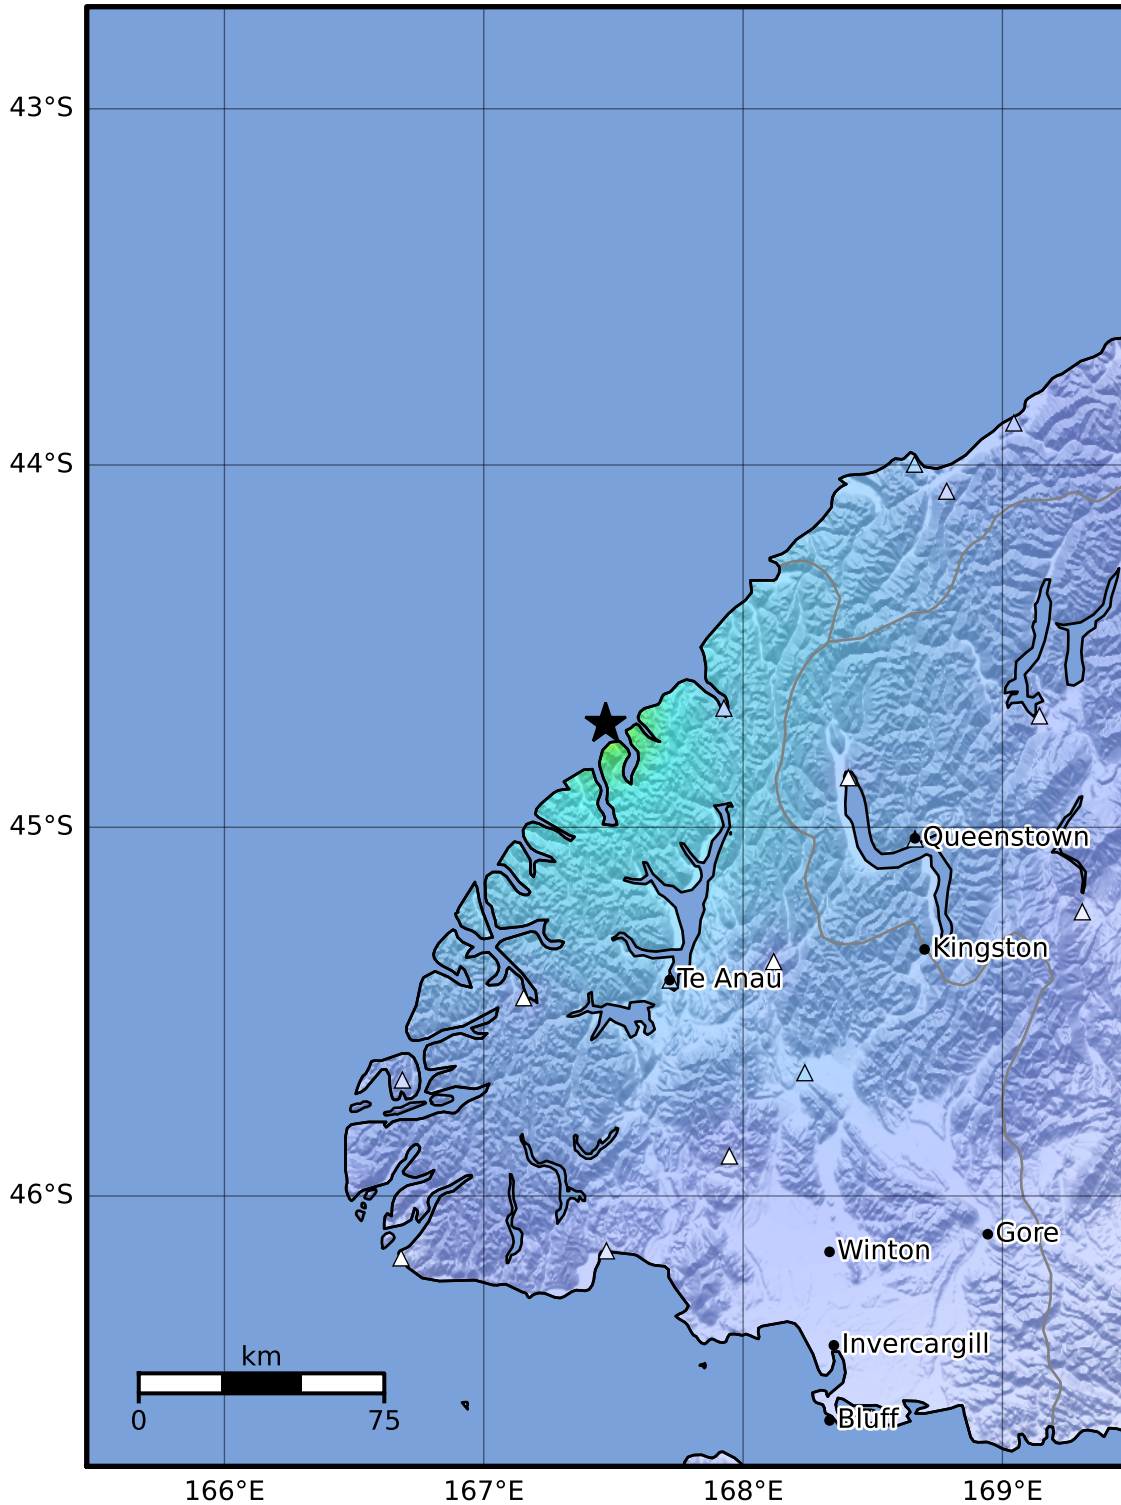 43°S
44°S
45°S
Queenstown
Kingston
Te Anau
46°S
Gore
Winton
Invercargill
km
0 75
Bluff
166°E 167°E 168°E 169°E